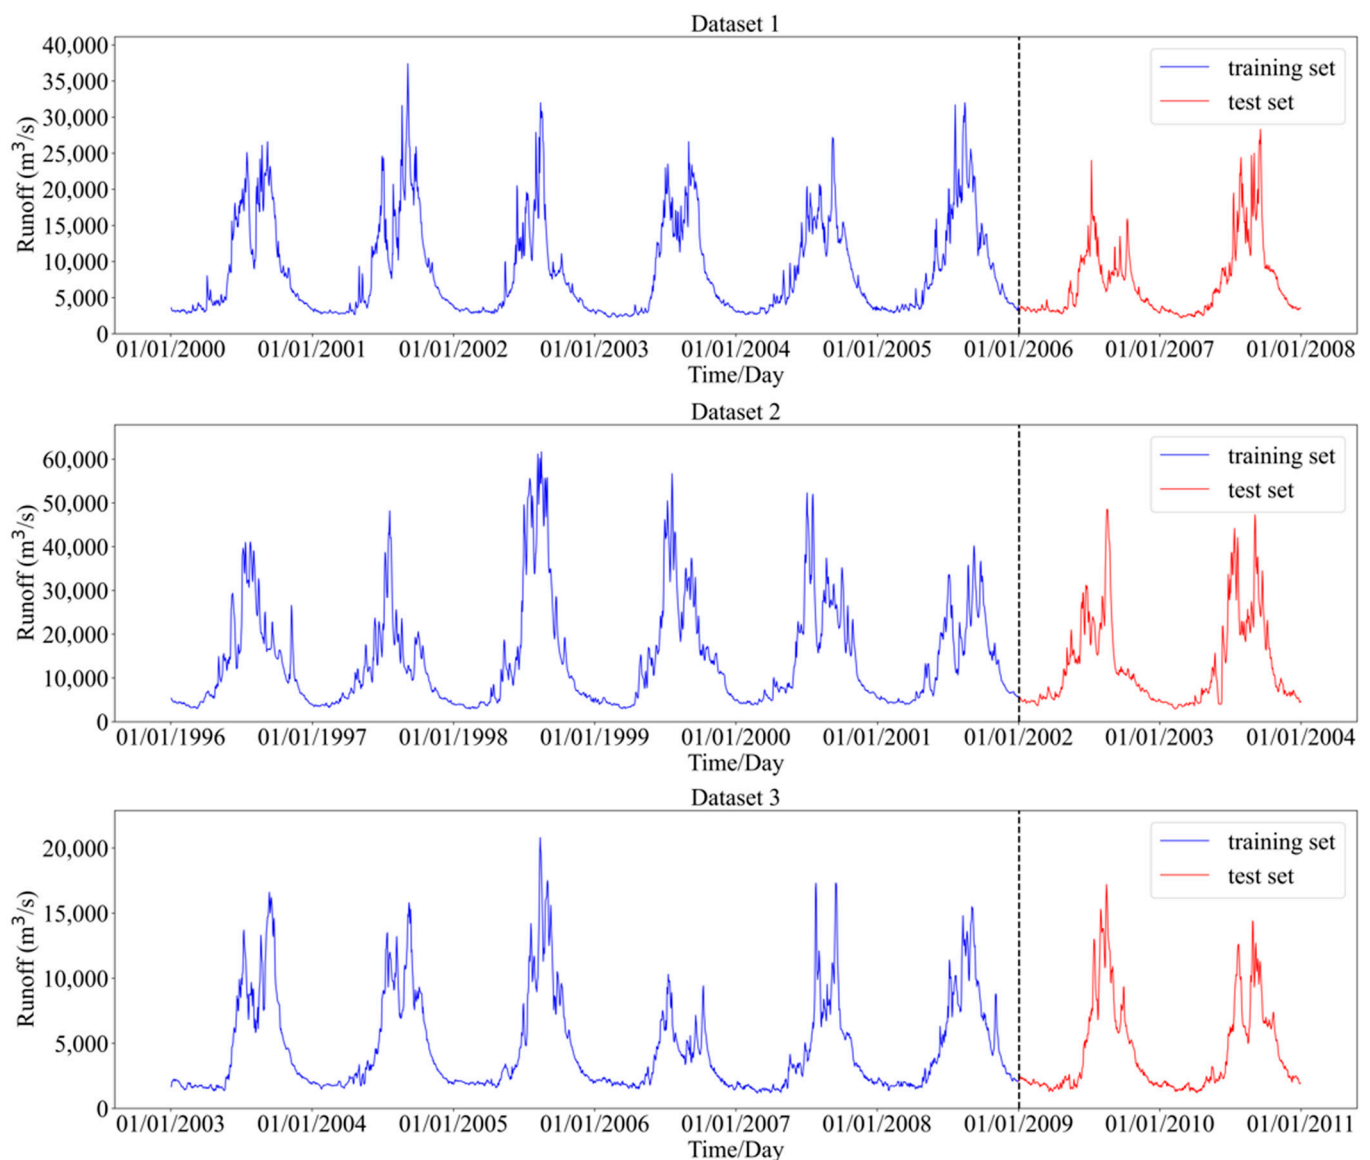 Dataset 1
Runoff (m³/s)
40,000
35,000
30,000
25,000
20,000
15,000
10,000
5,000
0
training set
test set
01/01/2000 01/01/2001 01/01/2002 01/01/2003 01/01/2004 01/01/2005 01/01/2006 01/01/2007 01/01/2008
Time/Day
Dataset 2
Runoff (m³/s)
60,000
50,000
40,000
30,000
20,000
10,000
0
training set
test set
01/01/1996 01/01/1997 01/01/1998 01/01/1999 01/01/2000 01/01/2001 01/01/2002 01/01/2003 01/01/2004
Time/Day
Dataset 3
Runoff (m³/s)
20,000
15,000
10,000
5,000
0
training set
test set
01/01/2003 01/01/2004 01/01/2005 01/01/2006 01/01/2007 01/01/2008 01/01/2009 01/01/2010 01/01/2011
Time/Day